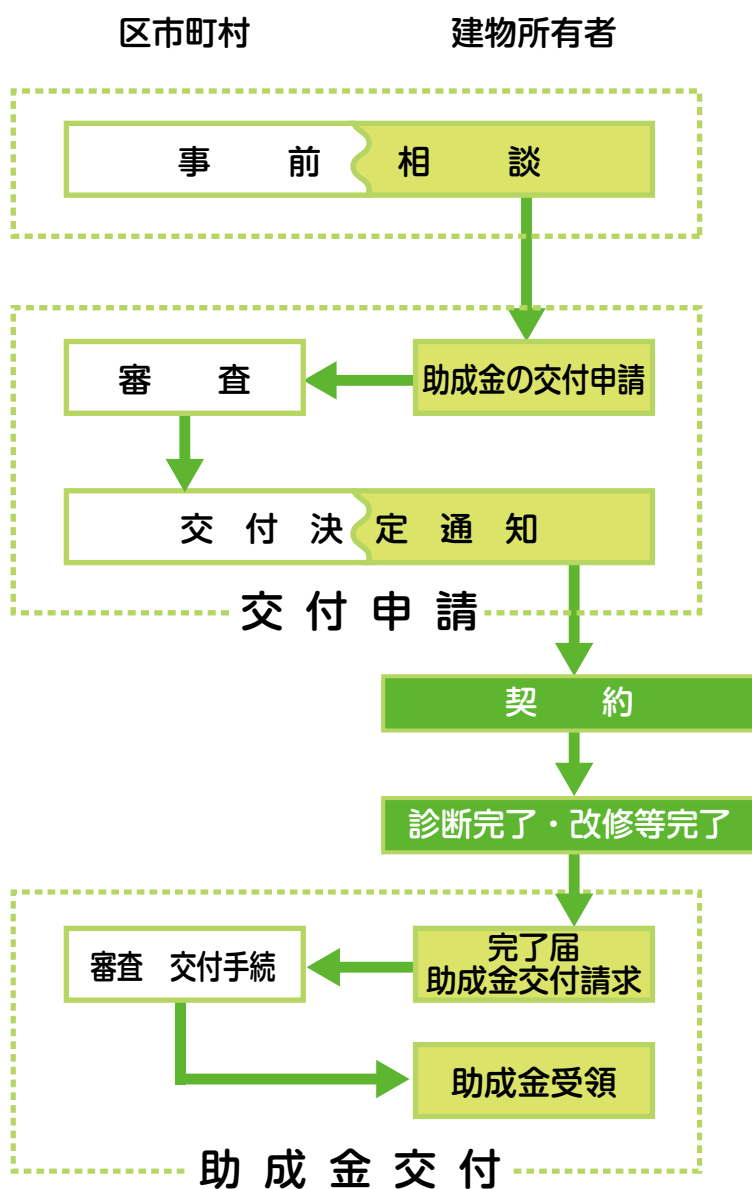 区市町村 建物所有者
事前相談
審査 助成金の交付申請
交付決定通知
交付申請
契約
診断完了・改修等完了
審査 交付手続
完了届
助成金交付請求
助成金受領
助成金交付